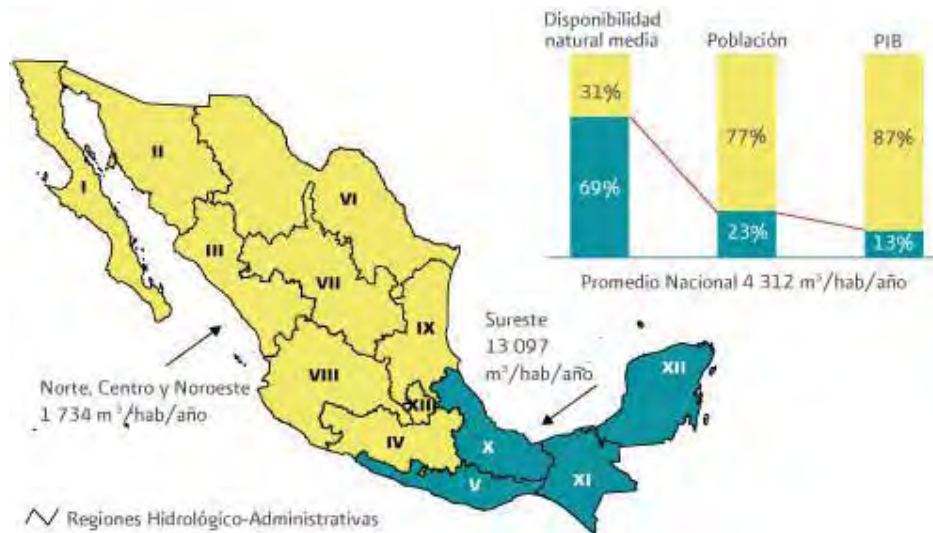 Disponibilidad
natural media
Población
PIB
31%
77%
87%
69%
23%
13%
Promedio Nacional 4 312 m³/hab/año
I
II
VI
III
VII
IX
Sureste
13 097
m³/hab/año
XII
Norte, Centro y Noroeste
1 734 m³/hab/año
VIII
XIII
IV
X
V
XI
Regiones Hidrológico-Administrativas